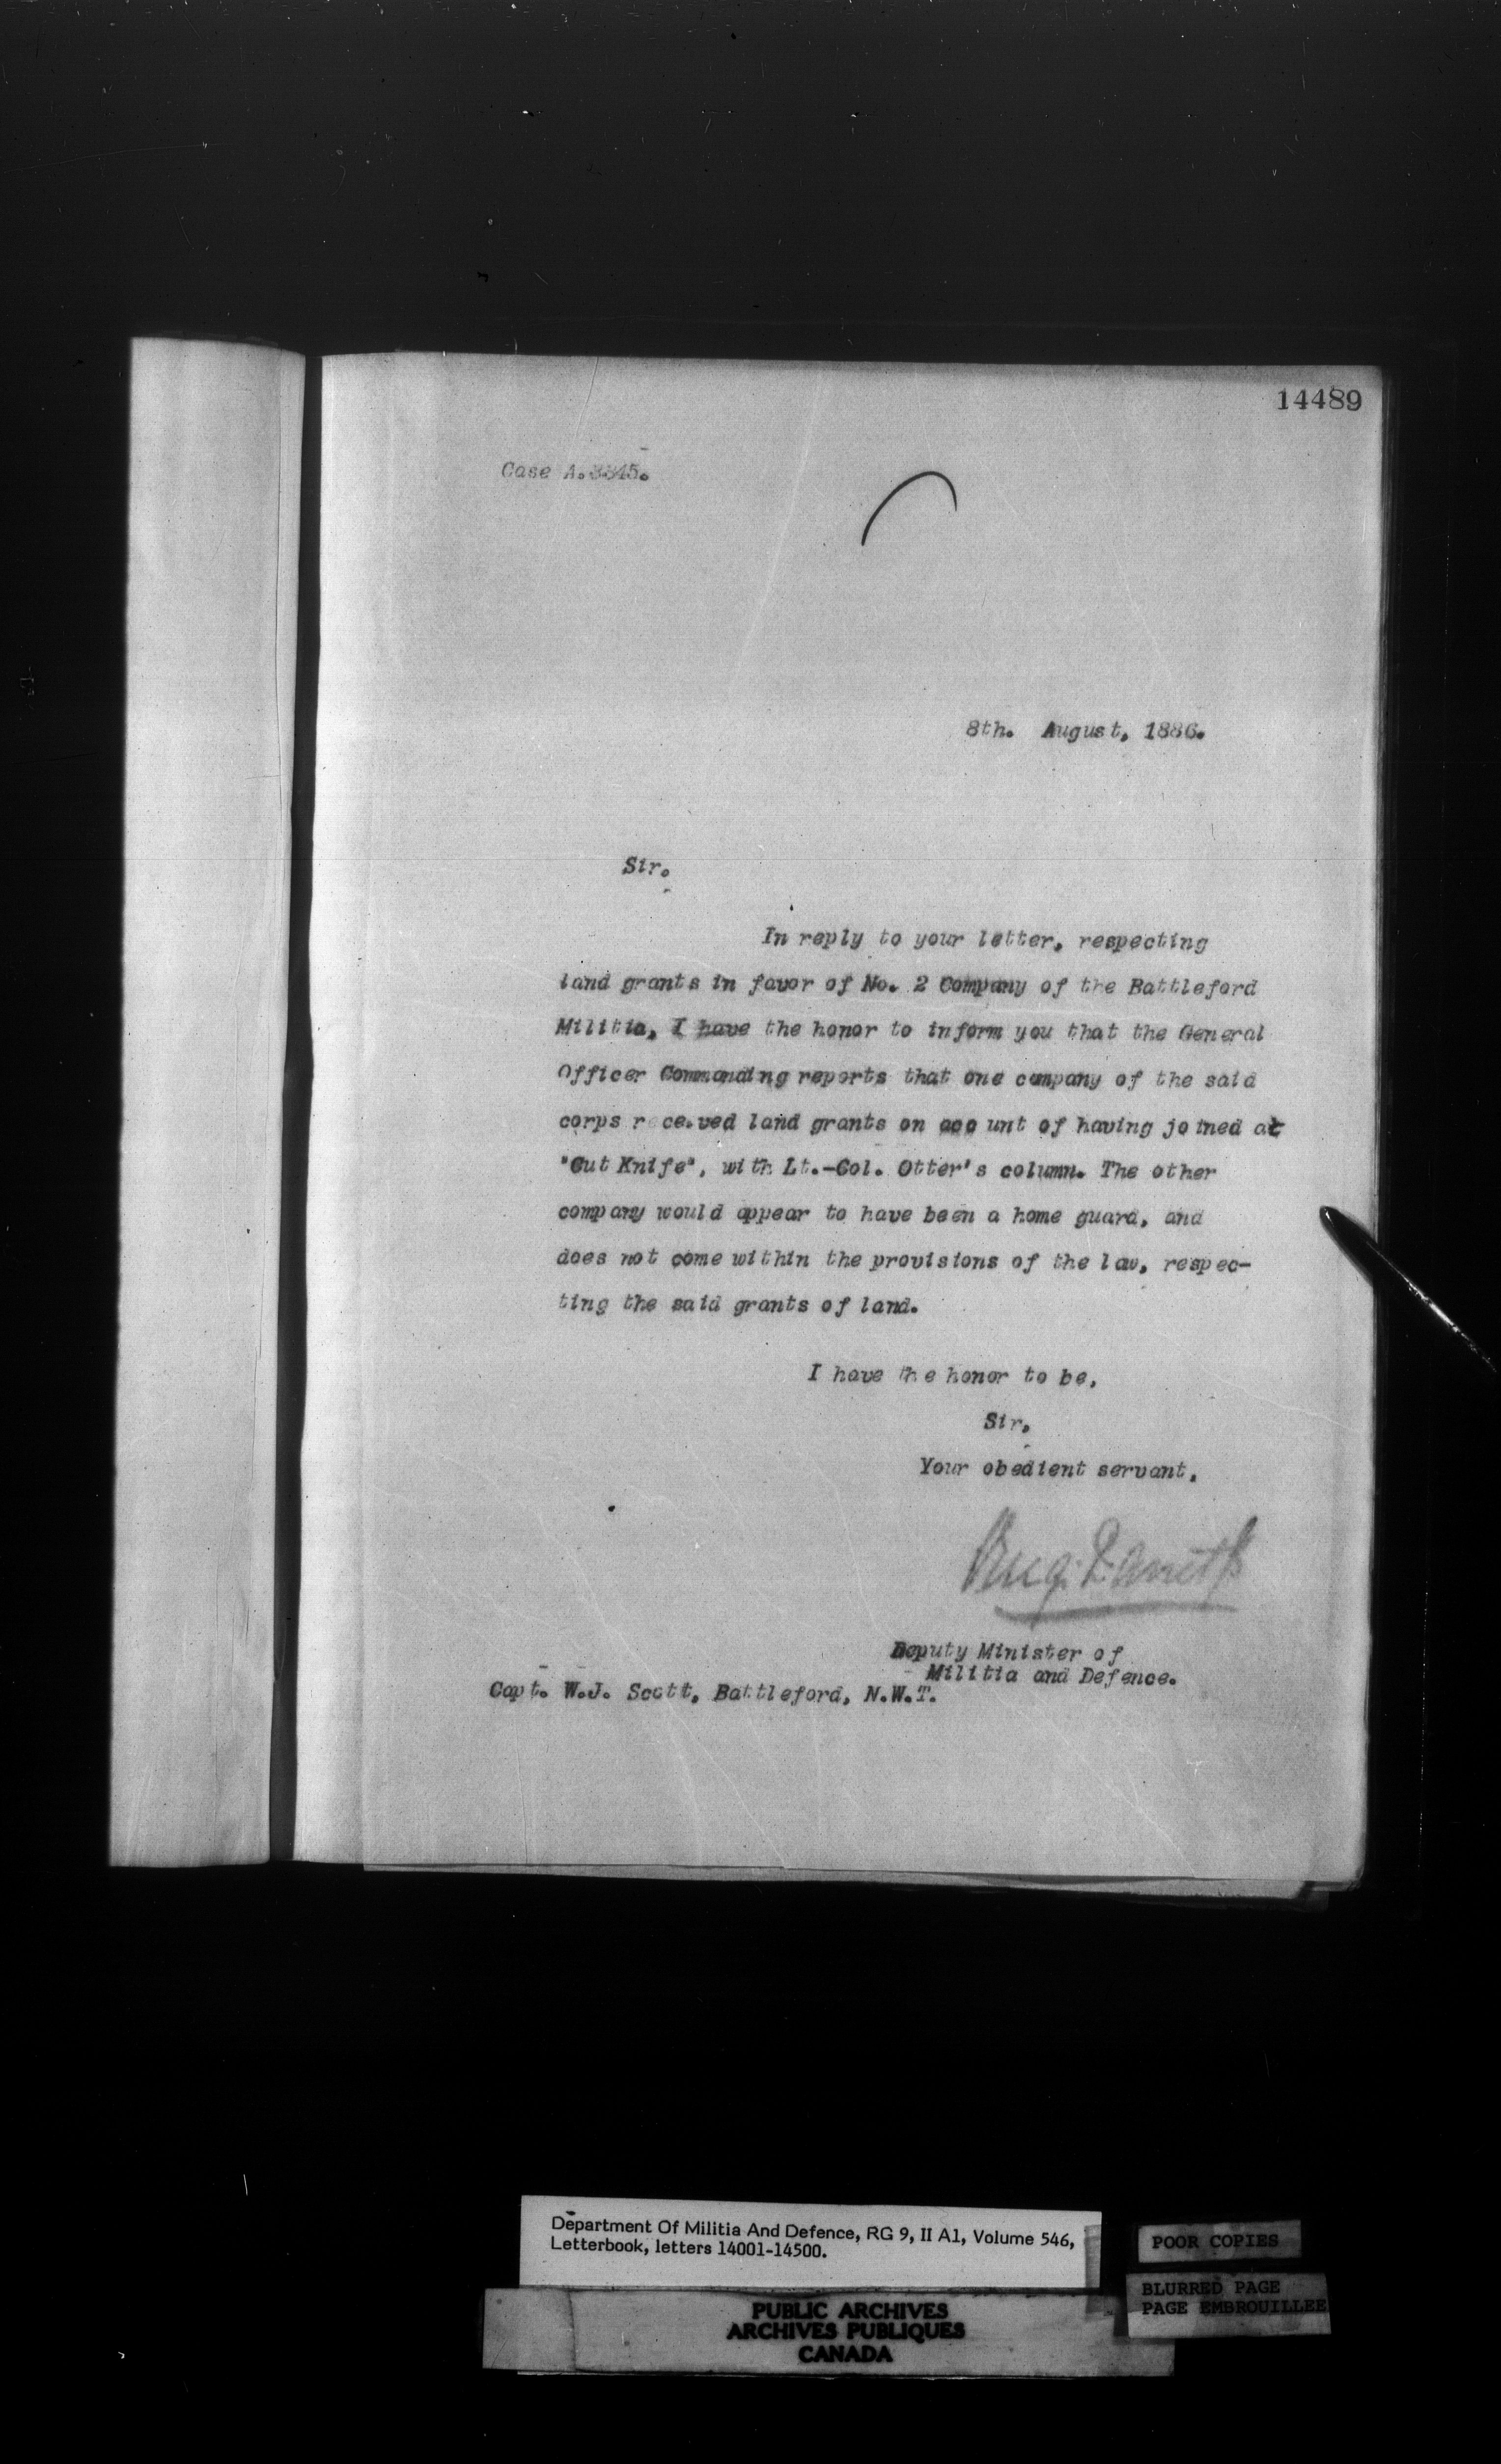 14489
Case A.3345.
8th. August, 1886.
Sir.
In reply to your letter, respecting
land grants in favor of No. 2 Company of the Battleford
Militia, I have the honor to inform you that the General
Officer Commanding reports that one company of the said
corps received land grants on acc unt of having joined at
"Cut Knife", with Lt.-Col. Otter's column. The other
company would appear to have been a home guard, and
does not come within the provisions of the law, respec-
ting the said grants of land.
I have the honor to be,
Sir,
Your obedient servant,
Deputy Minister of
Militia and Defence.
Capt. W.J. Scott, Battleford, N.W.T.
Department Of Militia And Defence, RG 9, II A1, Volume 546,
Letterbook, letters 14001-14500.
POOR COPIES
BLURRED PAGE
PAGE EMBROUILLEE
PUBLIC ARCHIVES
ARCHIVES PUBLIQUES
CANADA